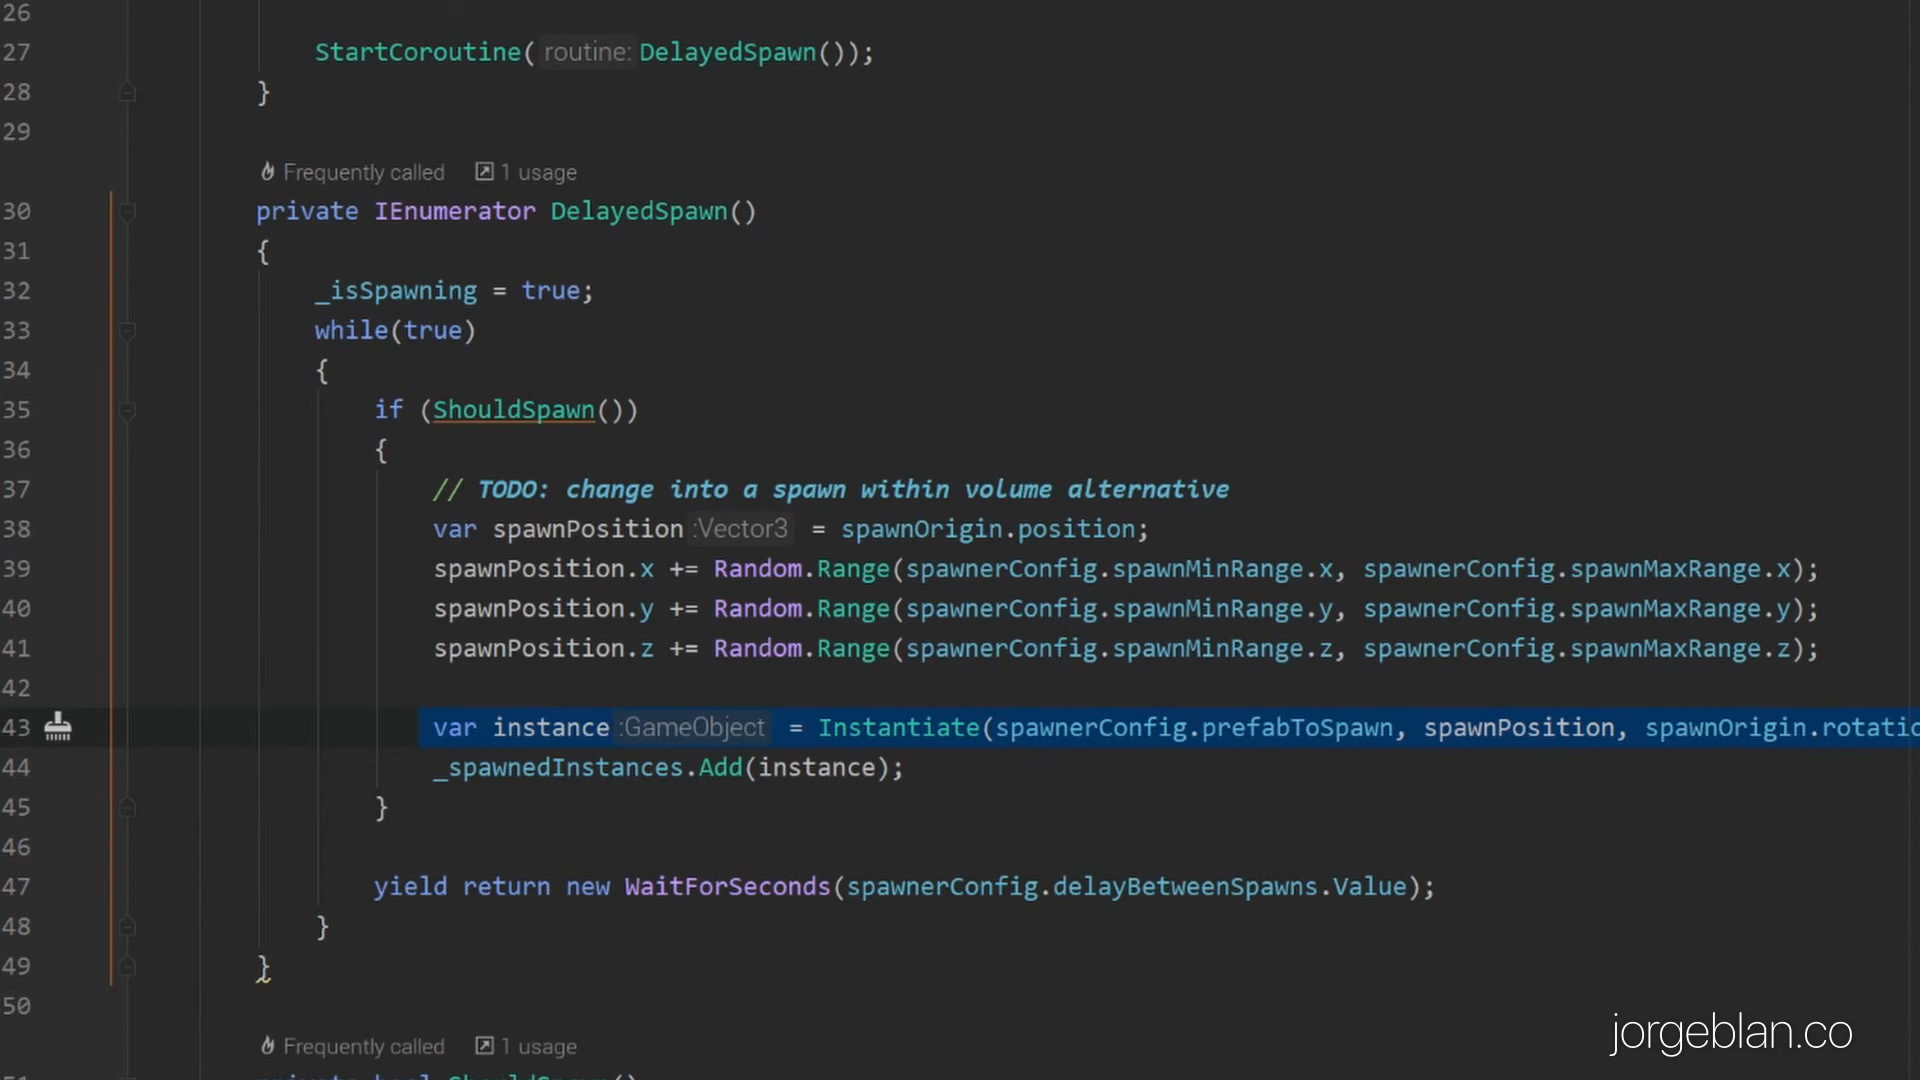 26
27 StartCoroutine( routine: DelayedSpawn());
28 }
29
Frequently called 1 usage
30 private IEnumerator DelayedSpawn()
31 {
32 _isSpawning = true;
33 while(true)
34 {
35 if (ShouldSpawn())
36 {
37 // TODO: change into a spawn within volume alternative
38 var spawnPosition :Vector3 = spawnOrigin.position;
39 spawnPosition.x += Random.Range(spawnerConfig.spawnMinRange.x, spawnerConfig.spawnMaxRange.x);
40 spawnPosition.y += Random.Range(spawnerConfig.spawnMinRange.y, spawnerConfig.spawnMaxRange.y);
41 spawnPosition.z += Random.Range(spawnerConfig.spawnMinRange.z, spawnerConfig.spawnMaxRange.z);
42
43 var instance :GameObject = Instantiate(spawnerConfig.prefabToSpawn, spawnPosition, spawnOrigin.rotatio
44 _spawnedInstances.Add(instance);
45 }
46
47 yield return new WaitForSeconds(spawnerConfig.delayBetweenSpawns.Value);
48 }
49 }
50
Frequently called 1 usage
jorgeblan.co